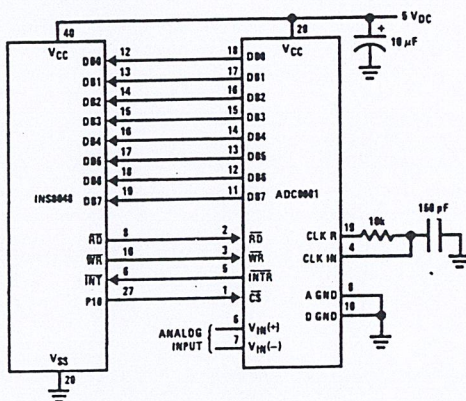 5 VDC
40
20
VCC
VCC
+
10 µF
DB0 12 18 DB0
DB1 13 17 DB1
DB2 14 16 DB2
DB3 15 15 DB3
DB4 16 14 DB4
DB5 17 13 DB5
DB6 18 12 DB6
DB7 19 11 DB7
INS8048
ADC0801
RD 8 2 RD
WR 10 3 WR
INT 6 5 INTR
P10 27 1 CS
CLK R 19 10k 150 pF
CLK IN 4
A GND 8
D GND 10
ANALOG INPUT
6 VIN(+)
7 VIN(−)
VSS
20